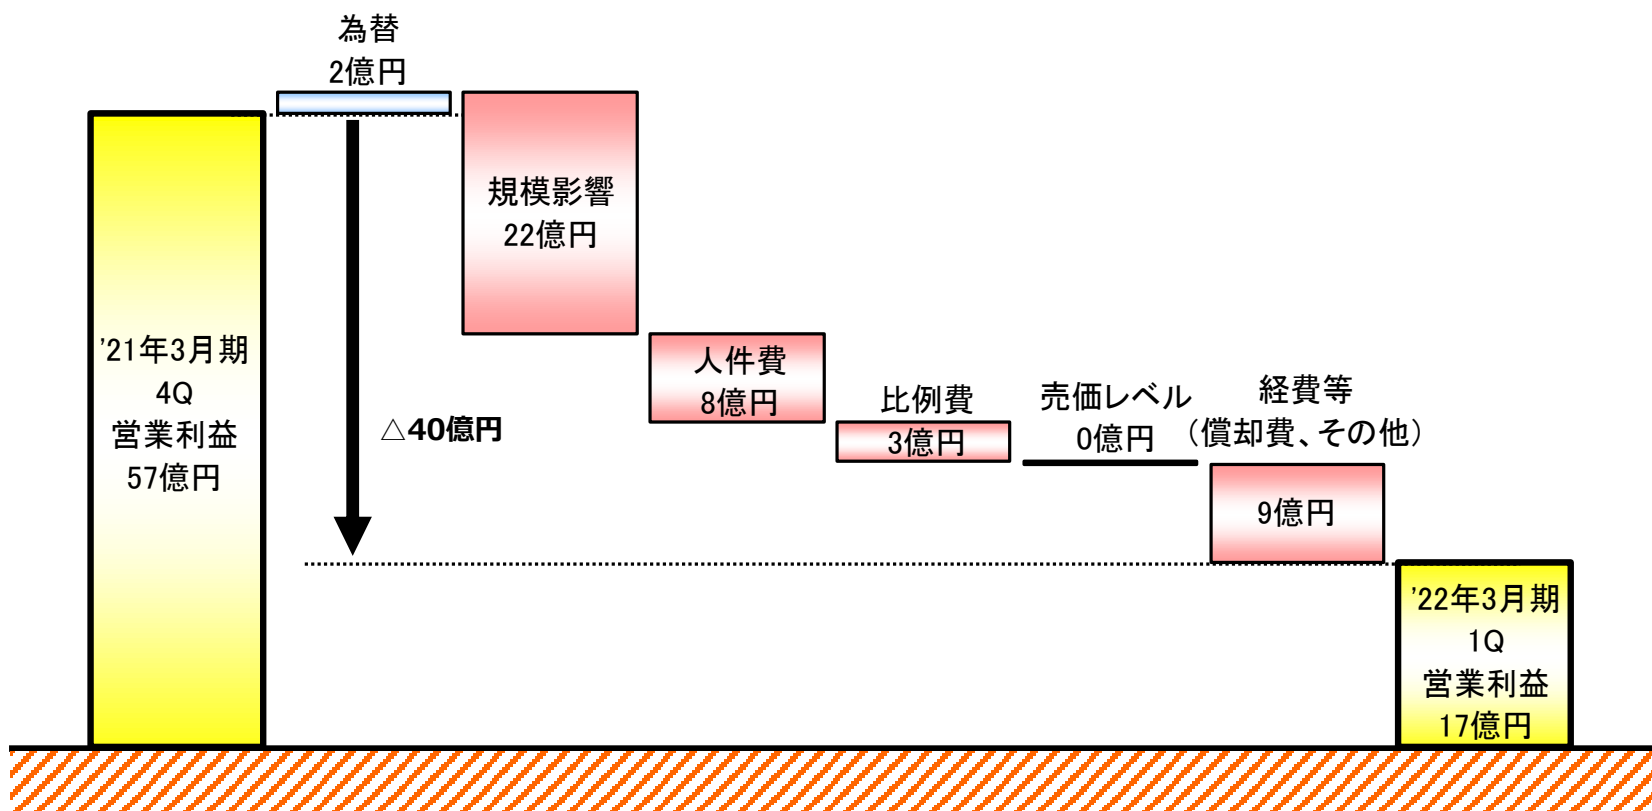 為替
2億円
規模影響
22億円
'21年3月期
4Q
営業利益
57億円
△40億円
人件費
8億円
比例費
3億円
売価レベル
0億円
経費等
（償却費、その他）
9億円
'22年3月期
1Q
営業利益
17億円